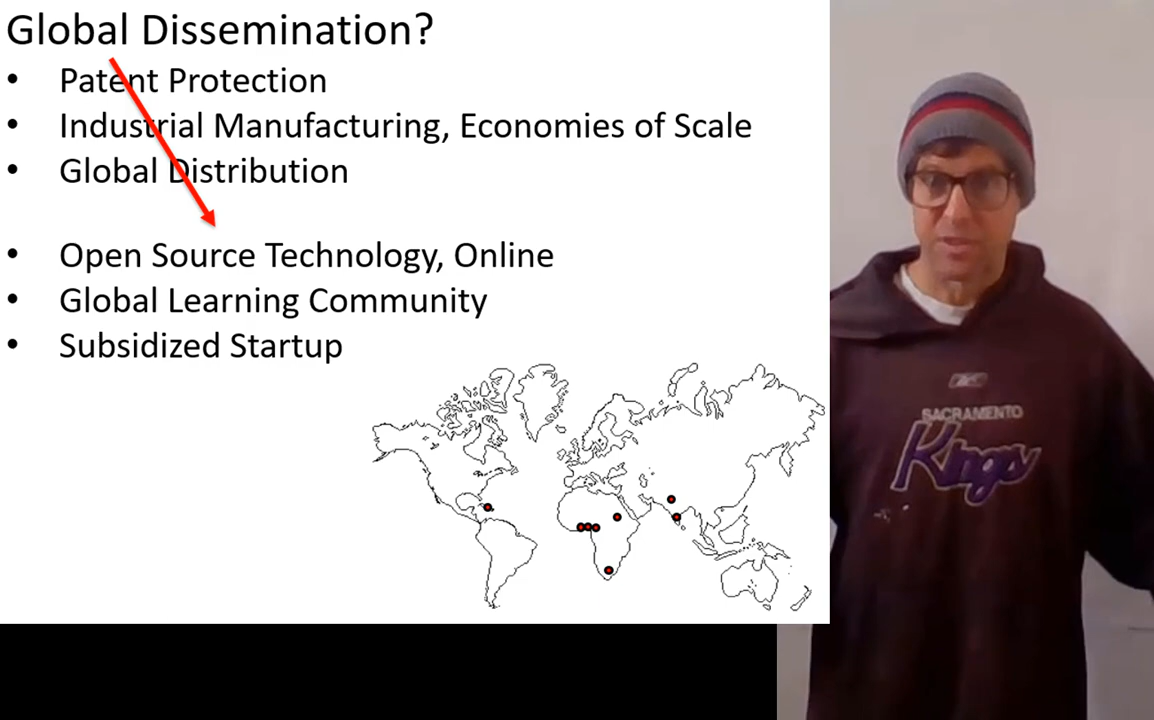 Global Dissemination?
• Patent Protection
• Industrial Manufacturing, Economies of Scale
• Global Distribution
• Open Source Technology, Online
• Global Learning Community
• Subsidized Startup
SACRAMENTO
Kings